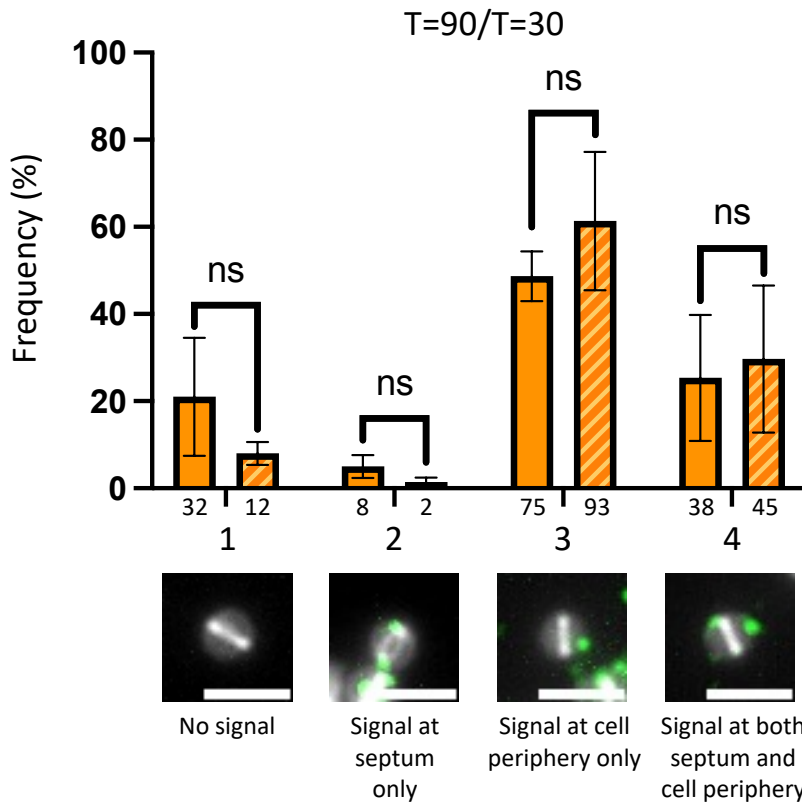 T=90/T=30
Frequency (%)
100
80
60
40
20
0
ns
ns
ns
ns
32 12 8 2 75 93 38 45
1 2 3 4
No signal
Signal at
septum
only
Signal at cell
periphery only
Signal at both
septum and
cell periphery